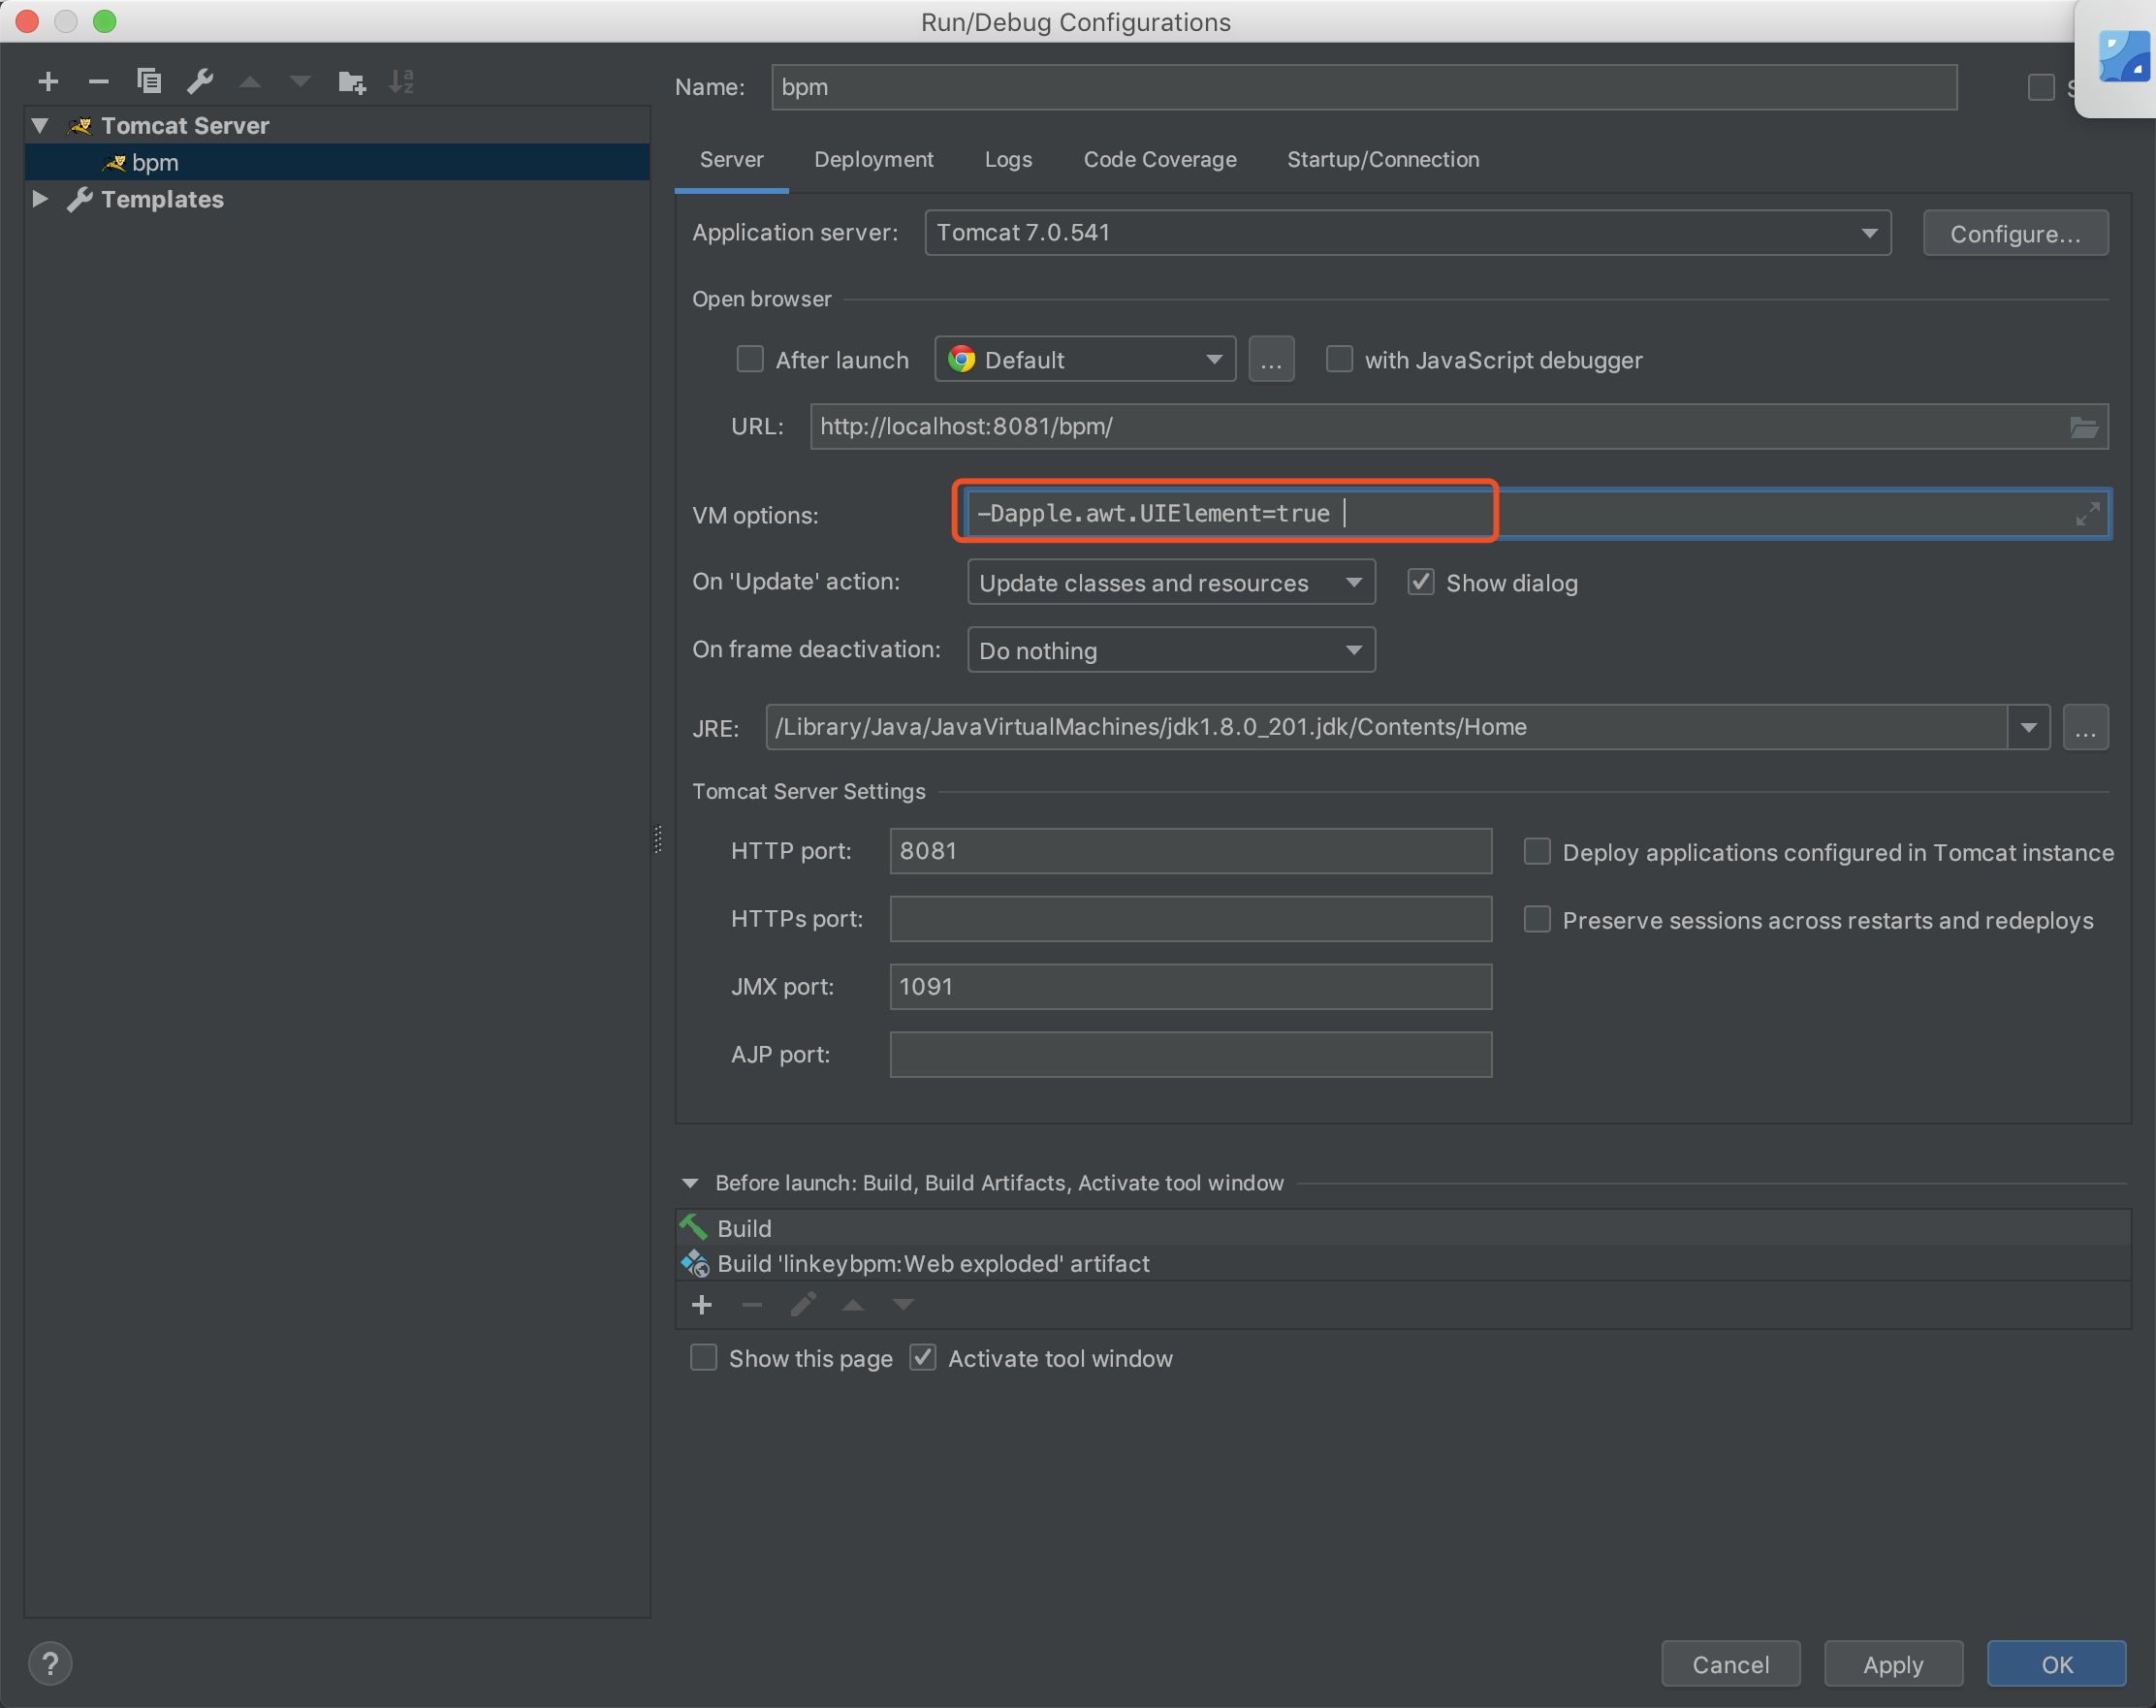 Run/Debug Configurations
Tomcat Server
bpm
Templates
Name: bpm
Server Deployment Logs Code Coverage Startup/Connection
Application server: Tomcat 7.0.541 Configure...
Open browser
After launch Default ... with JavaScript debugger
URL: http://localhost:8081/bpm/
VM options: -Dapple.awt.UIElement=true
On 'Update' action: Update classes and resources Show dialog
On frame deactivation: Do nothing
JRE: /Library/Java/JavaVirtualMachines/jdk1.8.0_201.jdk/Contents/Home ...
Tomcat Server Settings
HTTP port: 8081 Deploy applications configured in Tomcat instance
HTTPs port: Preserve sessions across restarts and redeploys
JMX port: 1091
AJP port:
Before launch: Build, Build Artifacts, Activate tool window
Build
Build 'linkeybpm:Web exploded' artifact
Show this page Activate tool window
? Cancel Apply OK